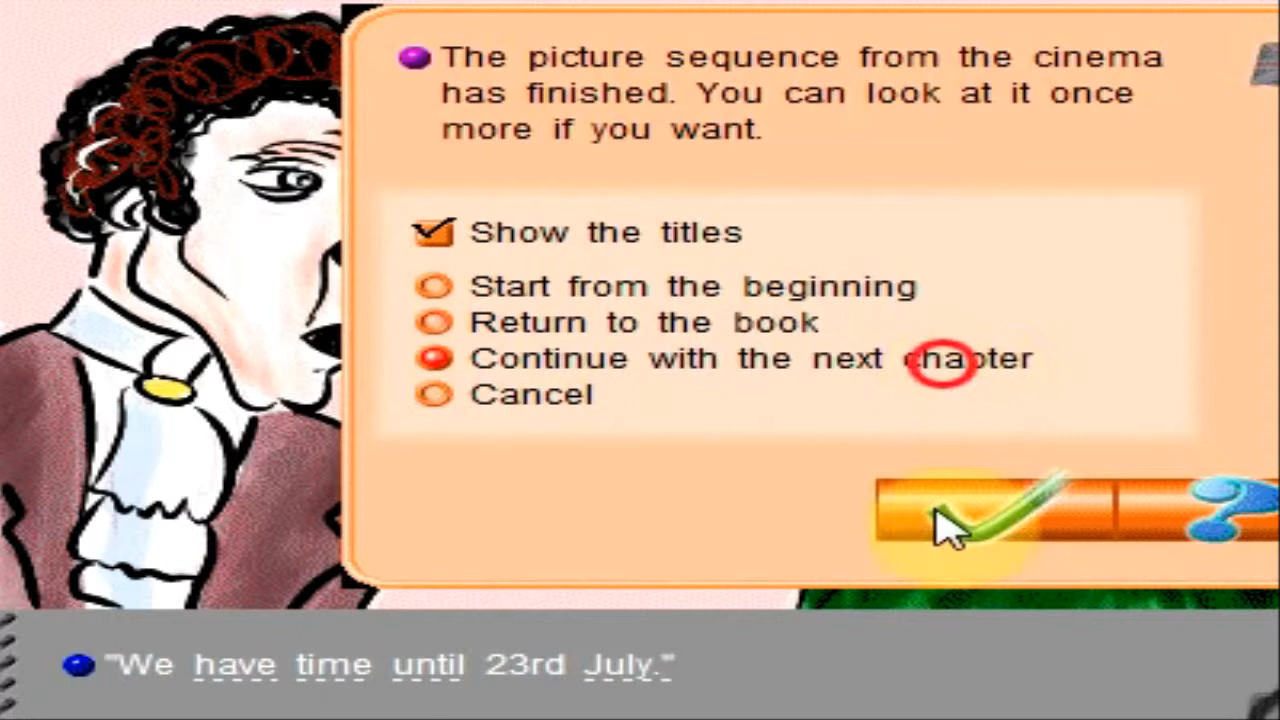 The picture sequence from the cinema
has finished. You can look at it once
more if you want.
Show the titles
Start from the beginning
Return to the book
Continue with the next chapter
Cancel
"We have time until 23rd July."